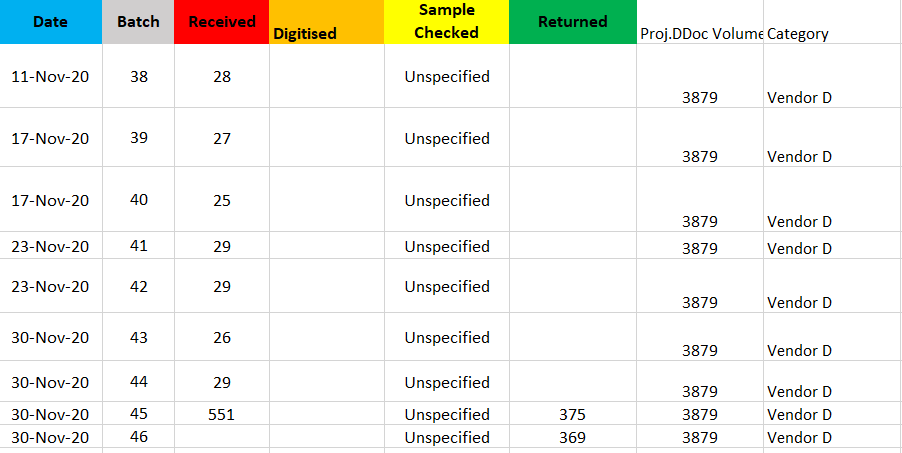 Date Batch Received Digitised Sample Checked Returned Proj.DDoc Volume Category
11-Nov-20 38 28 Unspecified 3879 Vendor D
17-Nov-20 39 27 Unspecified 3879 Vendor D
17-Nov-20 40 25 Unspecified 3879 Vendor D
23-Nov-20 41 29 Unspecified 3879 Vendor D
23-Nov-20 42 29 Unspecified 3879 Vendor D
30-Nov-20 43 26 Unspecified 3879 Vendor D
30-Nov-20 44 29 Unspecified 3879 Vendor D
30-Nov-20 45 551 Unspecified 375 3879 Vendor D
30-Nov-20 46 Unspecified 369 3879 Vendor D